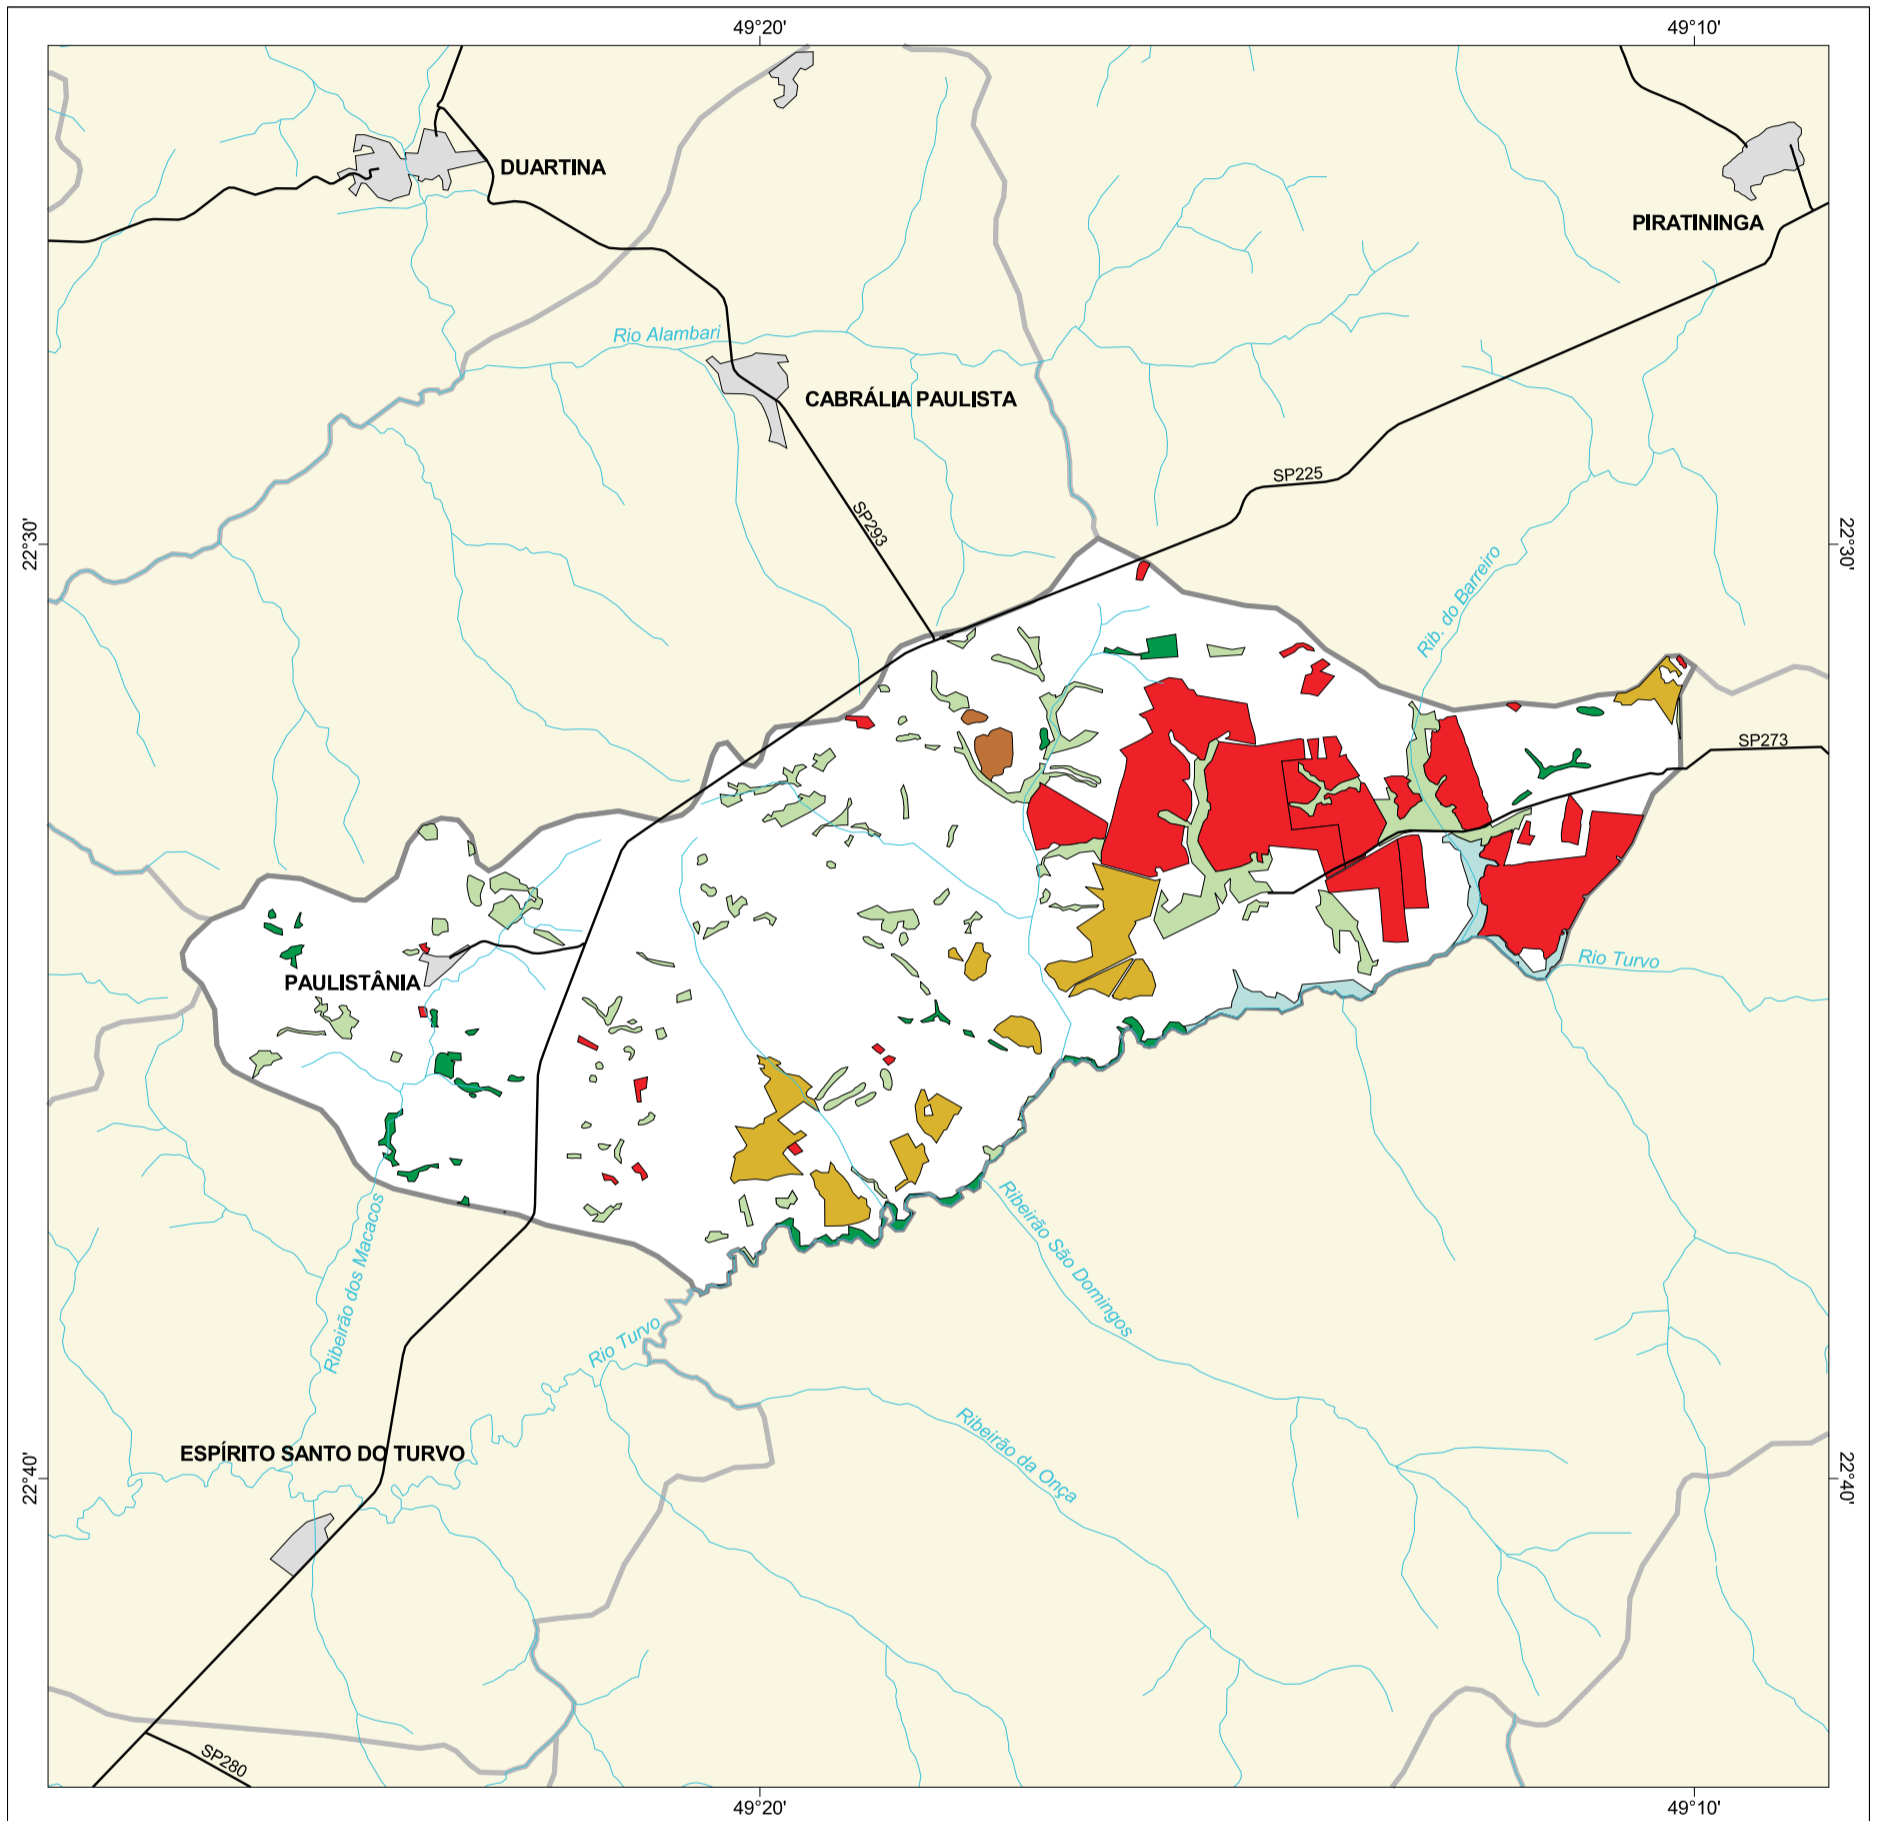 49°20'
49°10'
DUARTINA
PIRATININGA
Rio Alambari
CABRÁLIA PAULISTA
SP225
SP293
22°30'
22°30'
Rib. do Barreiro
SP273
Rio Turvo
PAULISTÂNIA
Ribeirão dos Macacos
Ribeirão São Domingos
Rio Turvo
Ribeirão da Onça
ESPÍRITO SANTO DO TURVO
22°40'
22°40'
SP280
49°20'
49°10'